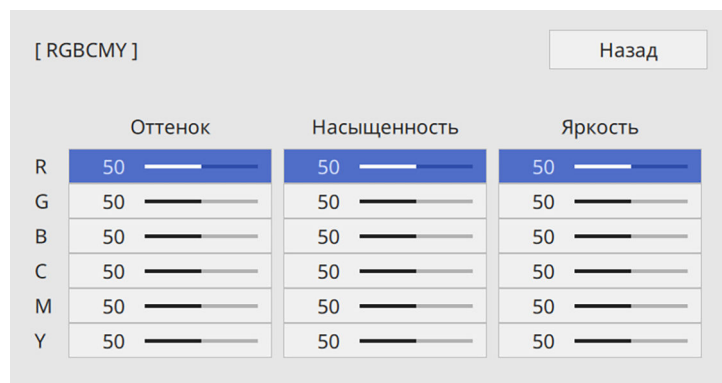 [ RGBCMY ] Назад
Оттенок Насыщенность Яркость
R 50 50 50
G 50 50 50
B 50 50 50
C 50 50 50
M 50 50 50
Y 50 50 50